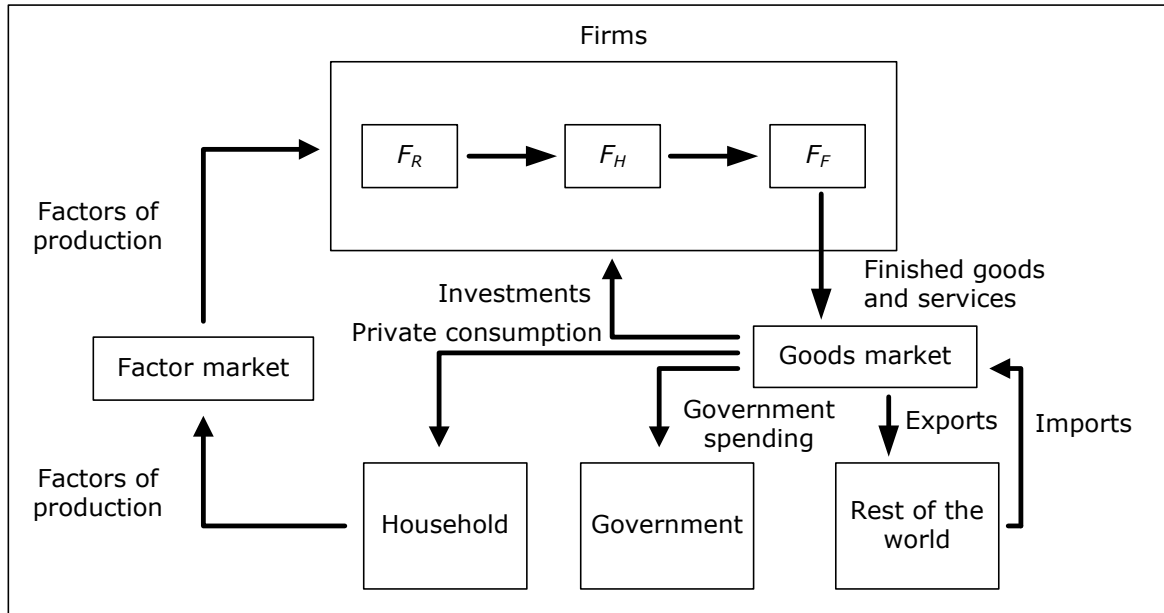 Firms
F_R
F_H
F_F
Factors of
production
Finished goods
and services
Investments
Private consumption
Factor market
Goods market
Government
spending
Exports
Imports
Factors of
production
Household
Government
Rest of the
world